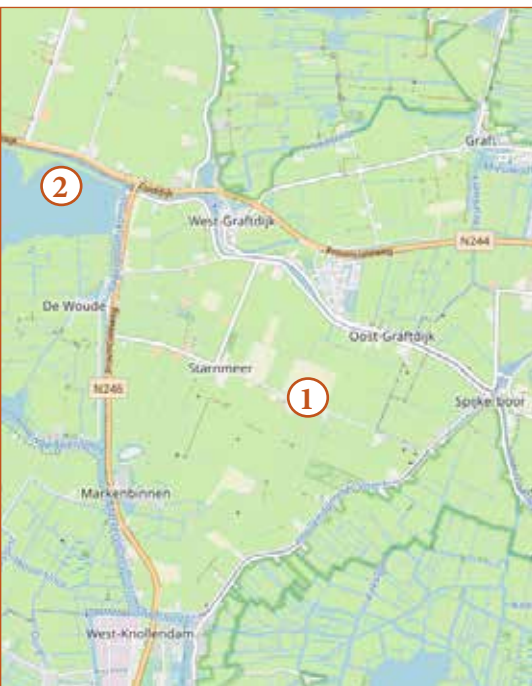 Graft
2
West-Graftdijk
N244
De Woude
Oost-Graftdijk
Starnmeer
N246
1
Spijkerboor
Markenbinnen
West-Knollendam